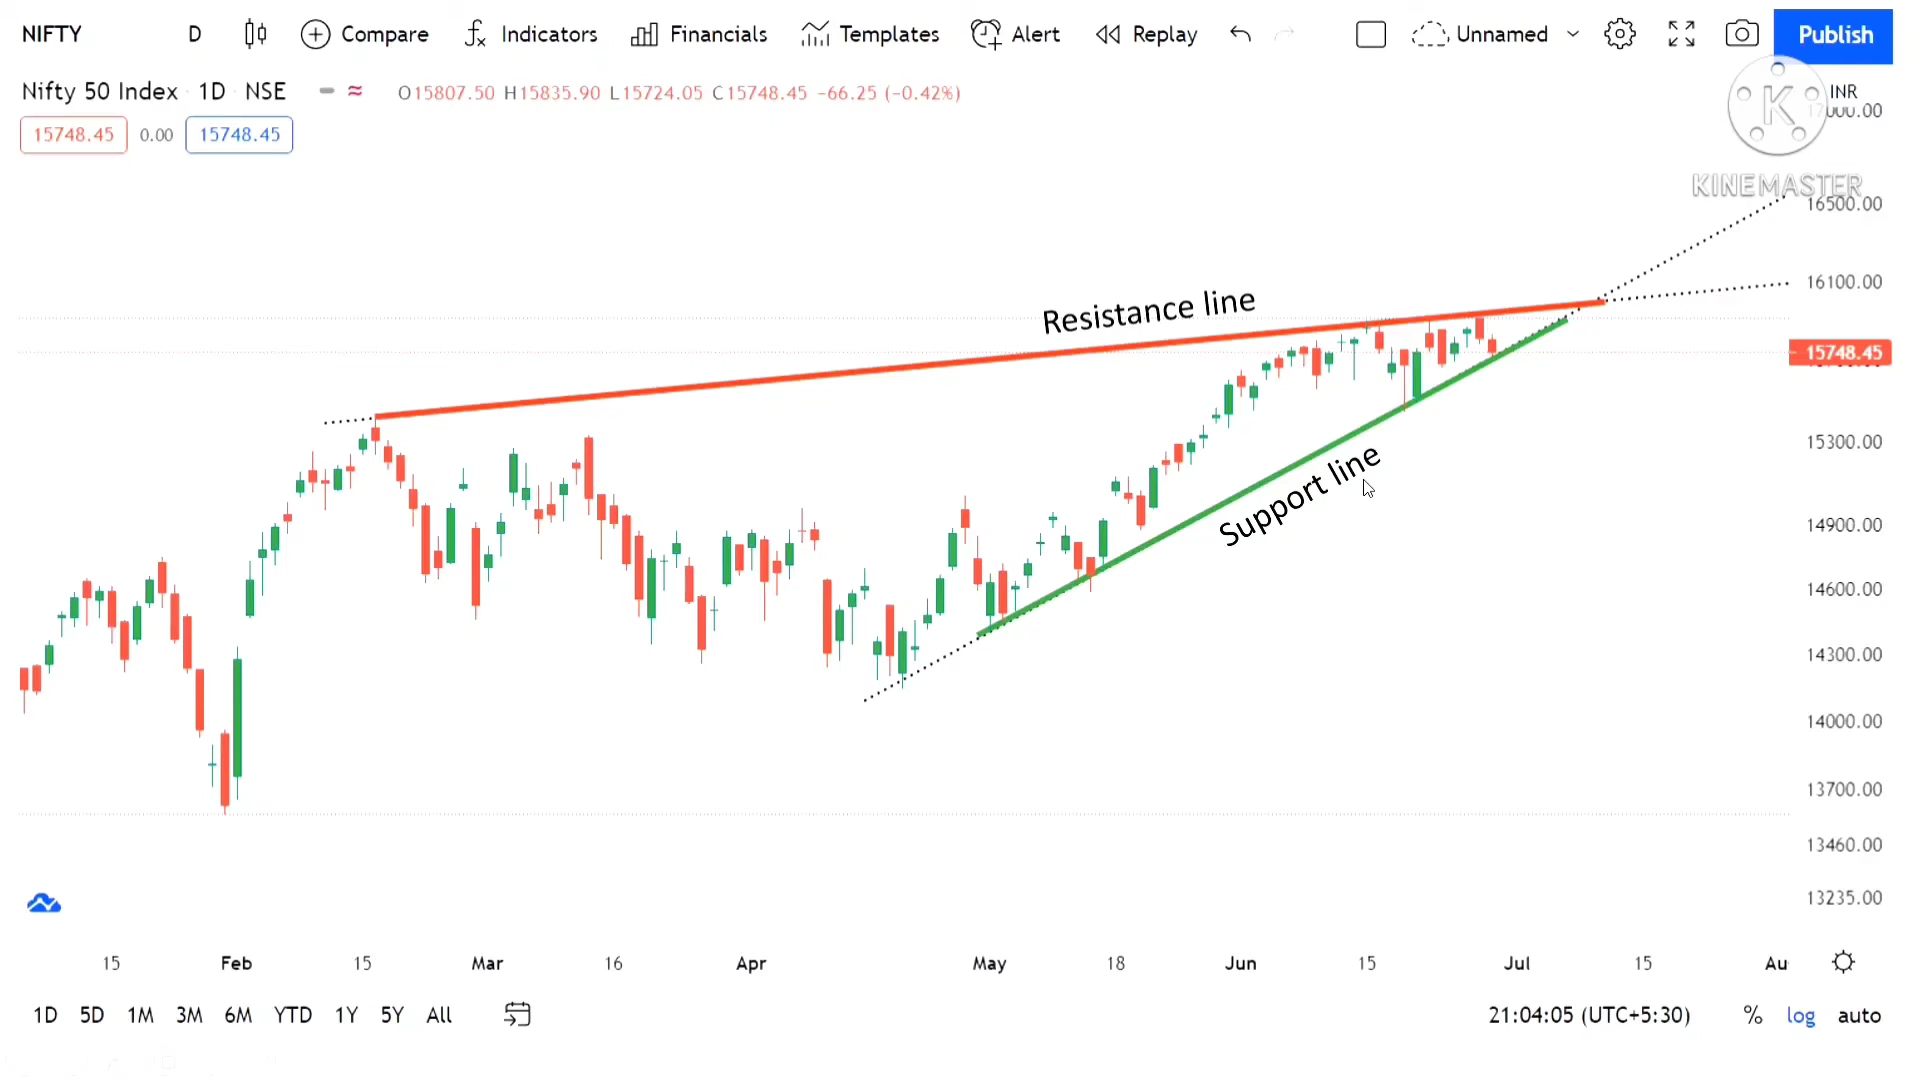 NIFTY D Compare Indicators Financials Templates Alert Replay Unnamed Publish
Nifty 50 Index 1D NSE O15807.50 H15835.90 L15724.05 C15748.45 −66.25 (−0.42%)
INR
15748.45 0.00 15748.45
K
KINEMASTER
16500.00
16100.00
Resistance line
15748.45
15300.00
Support line
14900.00
14600.00
14300.00
14000.00
13700.00
13460.00
13235.00
15 Feb 15 Mar 16 Apr May 18 Jun 15 Jul 15 Au
1D 5D 1M 3M 6M YTD 1Y 5Y All 21:04:05 (UTC+5:30) % log auto